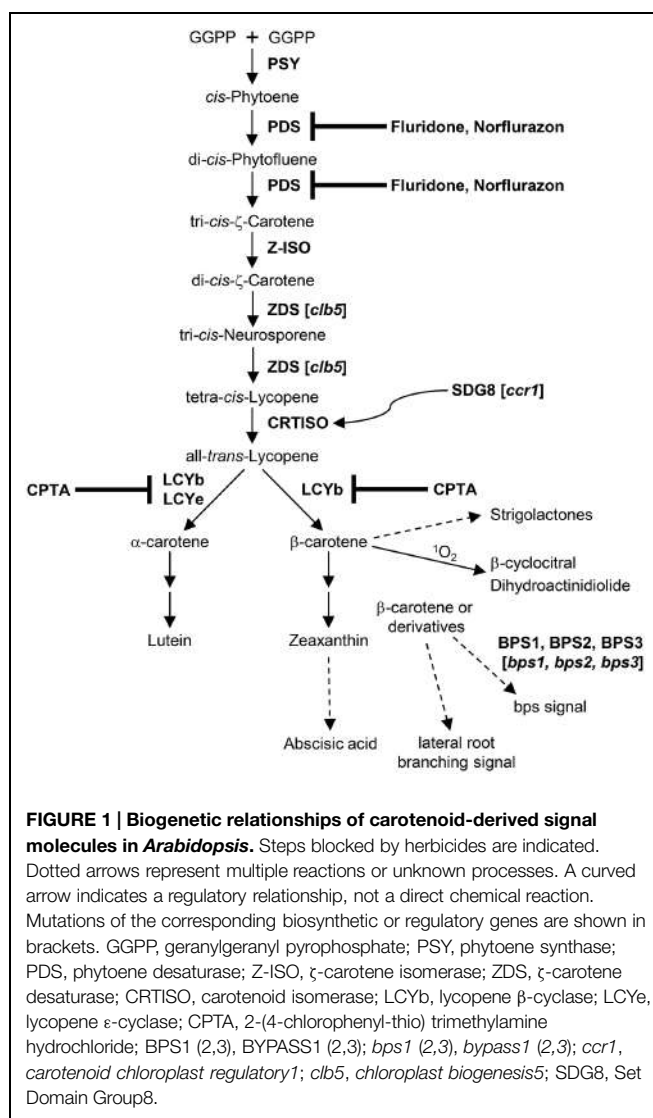 GGPP + GGPP
PSY
cis-Phytoene
PDS
Fluridone, Norflurazon
di-cis-Phytofluene
PDS
Fluridone, Norflurazon
tri-cis-ζ-Carotene
Z-ISO
di-cis-ζ-Carotene
ZDS [clb5]
tri-cis-Neurosporene
ZDS [clb5]
tetra-cis-Lycopene
SDG8 [ccr1]
CRTISO
all-trans-Lycopene
CPTA
LCYb
LCYe
LCYb
CPTA
Strigolactones
α-carotene
β-carotene
¹O₂
β-cyclocitral
Dihydroactinidiolide
Lutein
Zeaxanthin
β-carotene or
derivatives
BPS1, BPS2, BPS3
[bps1, bps2, bps3]
bps signal
Abscisic acid
lateral root
branching signal
FIGURE 1 | Biogenetic relationships of carotenoid-derived signal
molecules in Arabidopsis. Steps blocked by herbicides are indicated.
Dotted arrows represent multiple reactions or unknown processes. A curved
arrow indicates a regulatory relationship, not a direct chemical reaction.
Mutations of the corresponding biosynthetic or regulatory genes are shown in
brackets. GGPP, geranylgeranyl pyrophosphate; PSY, phytoene synthase;
PDS, phytoene desaturase; Z-ISO, ζ-carotene isomerase; ZDS, ζ-carotene
desaturase; CRTISO, carotenoid isomerase; LCYb, lycopene β-cyclase; LCYe,
lycopene ε-cyclase; CPTA, 2-(4-chlorophenyl-thio) trimethylamine
hydrochloride; BPS1 (2,3), BYPASS1 (2,3); bps1 (2,3), bypass1 (2,3); ccr1,
carotenoid chloroplast regulatory1; clb5, chloroplast biogenesis5; SDG8, Set
Domain Group8.